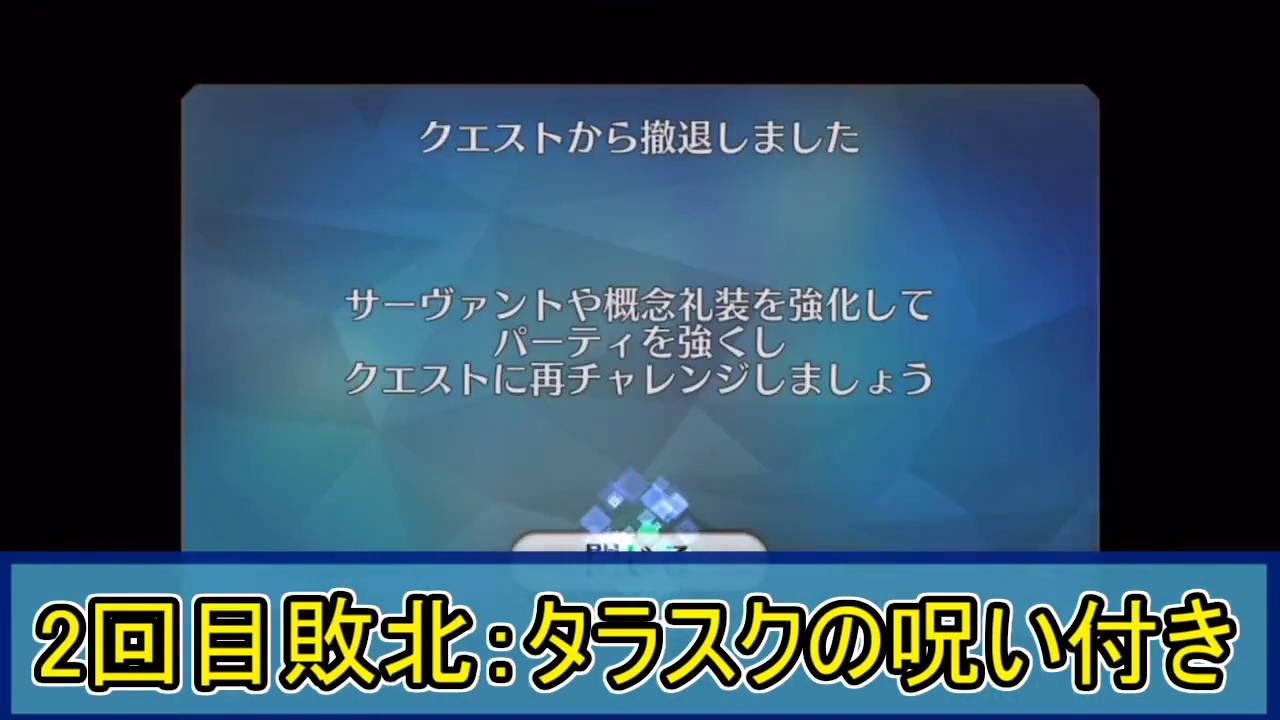 クエストから撤退しました
サーヴァントや概念礼装を強化して
パーティを強くし
クエストに再チャレンジしましょう
2回目敗北：タラスクの呪い付き